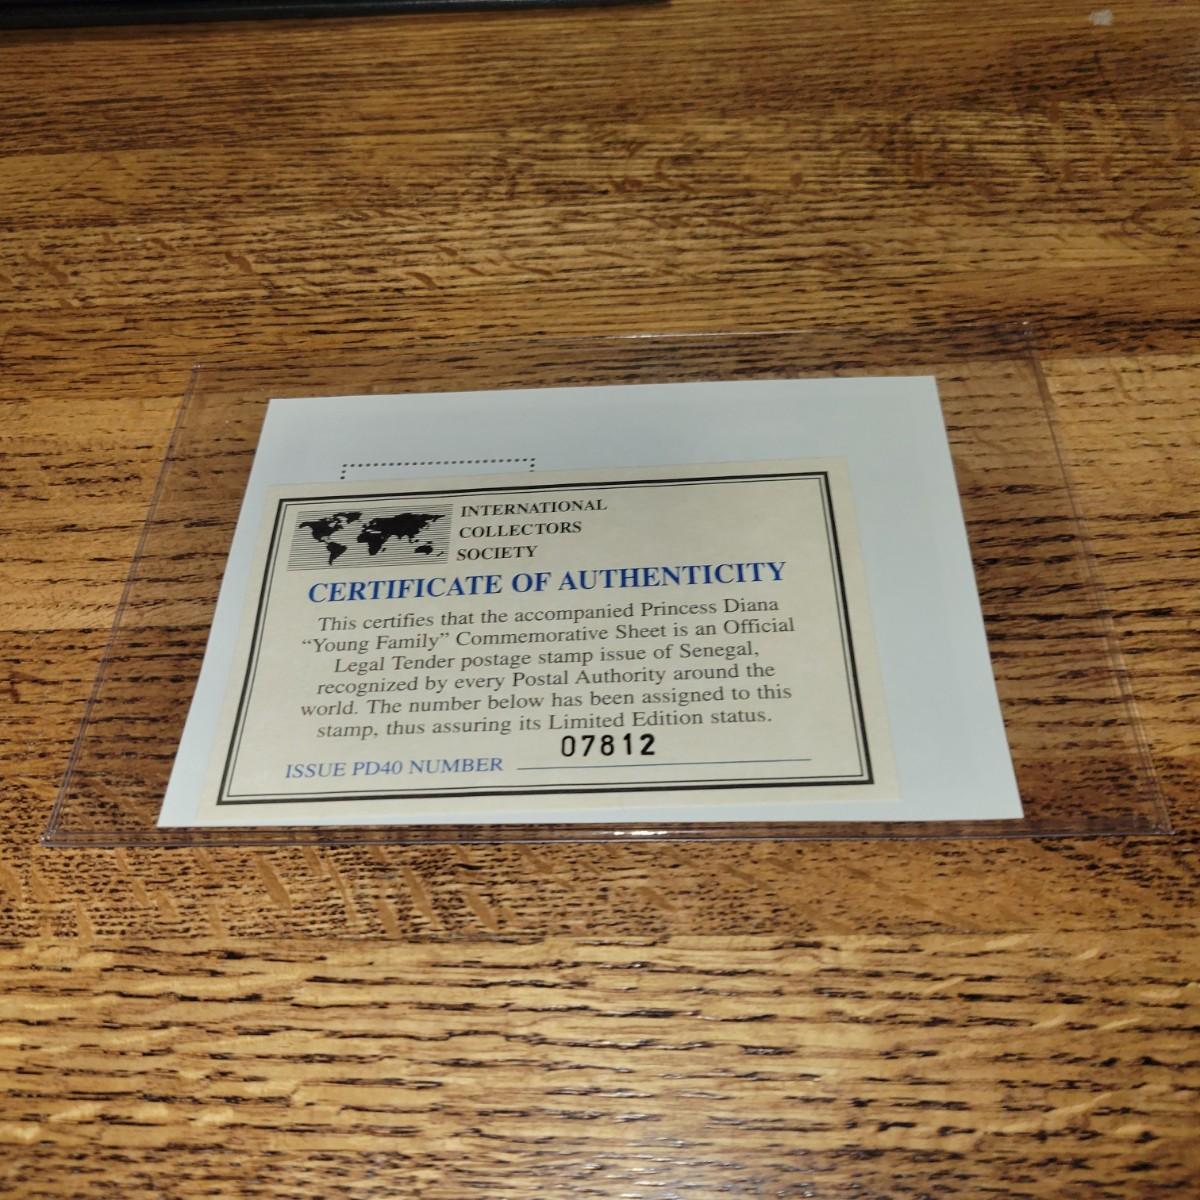 INTERNATIONAL
COLLECTORS
SOCIETY
CERTIFICATE OF AUTHENTICITY
This certifies that the accompanied Princess Diana
“Young Family” Commemorative Sheet is an Official
Legal Tender postage stamp issue of Senegal,
recognized by every Postal Authority around the
world. The number below has been assigned to this
stamp, thus assuring its Limited Edition status.
07812
ISSUE PD40 NUMBER